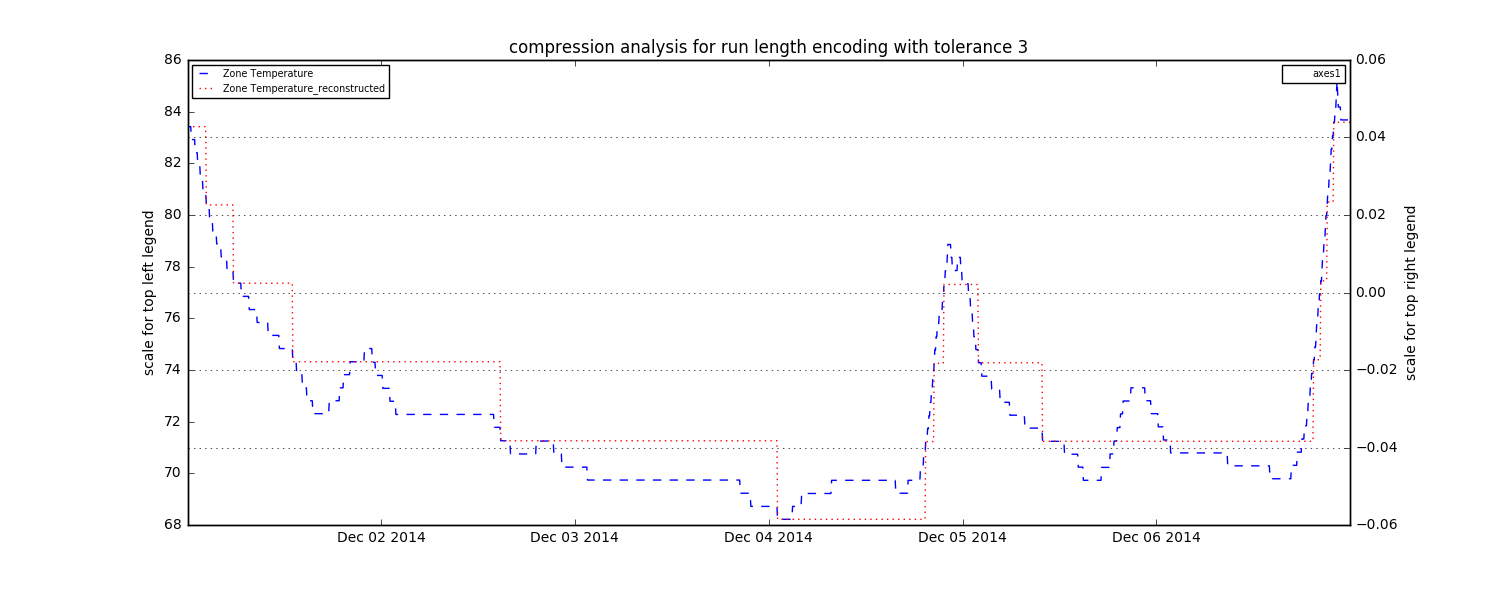 compression analysis for run length encoding with tolerance 3
Zone Temperature
Zone Temperature_reconstructed
axes1
scale for top left legend
86
84
82
80
78
76
74
72
70
68
0.06
0.04
0.02
0.00
−0.02
−0.04
−0.06
scale for top right legend
Dec 02 2014
Dec 03 2014
Dec 04 2014
Dec 05 2014
Dec 06 2014